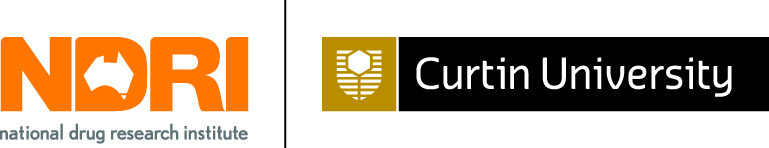 NDRI
national drug research institute
Curtin University